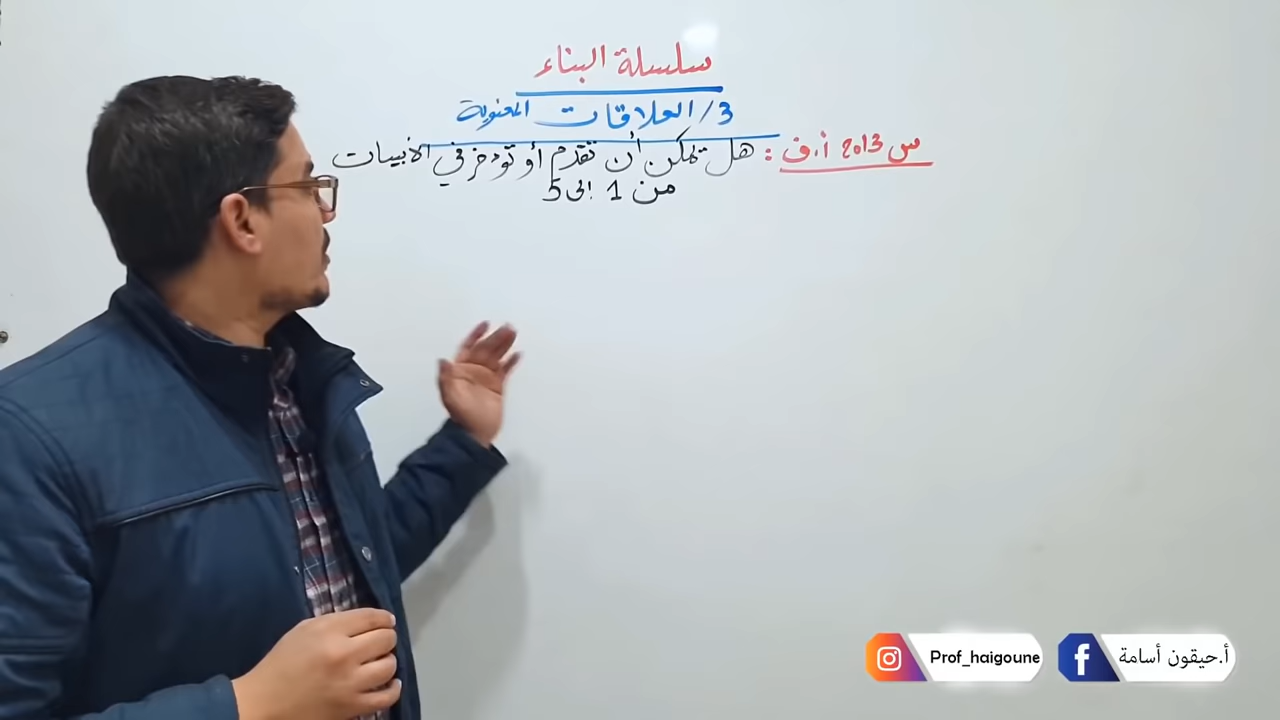 سلسلة البناء
3/ العلاقات المعنوية
س 2013 أ.ف : هل يمكن أن تقدم أو تؤخر في الأبيات
من 1 إلى 5
Prof_haigoune
أ.حيقون أسامة